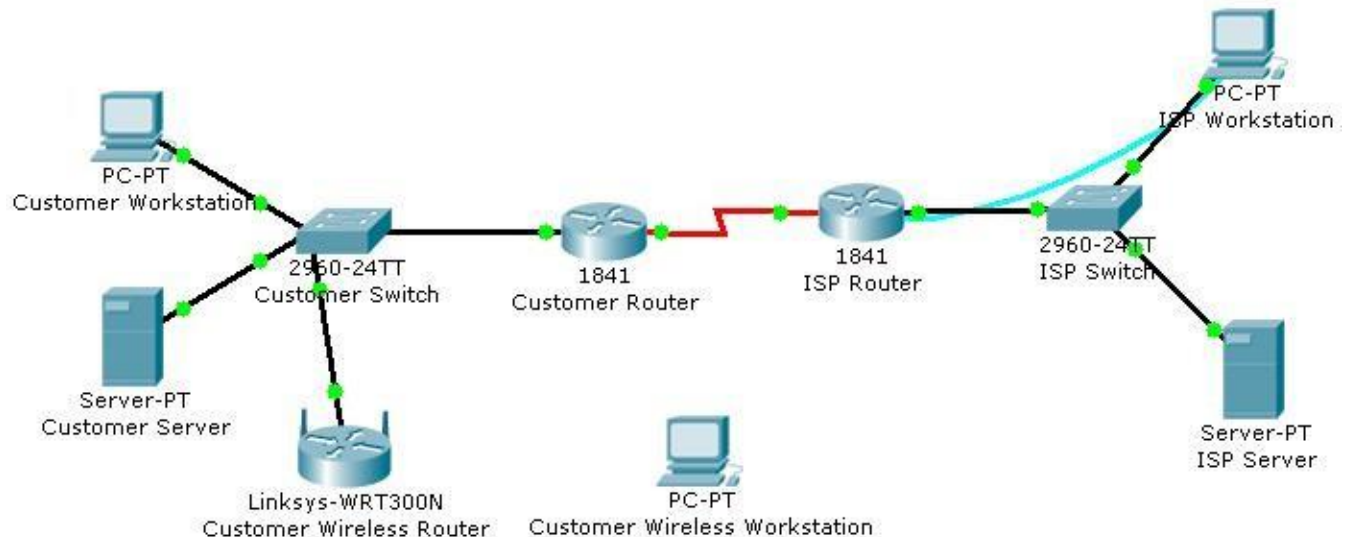 PC-PT
ISP Workstation
PC-PT
Customer Workstation
2960-24TT
Customer Switch
1841
Customer Router
1841
ISP Router
2960-24TT
ISP Switch
Server-PT
Customer Server
Server-PT
ISP Server
Linksys-WRT300N
Customer Wireless Router
PC-PT
Customer Wireless Workstation